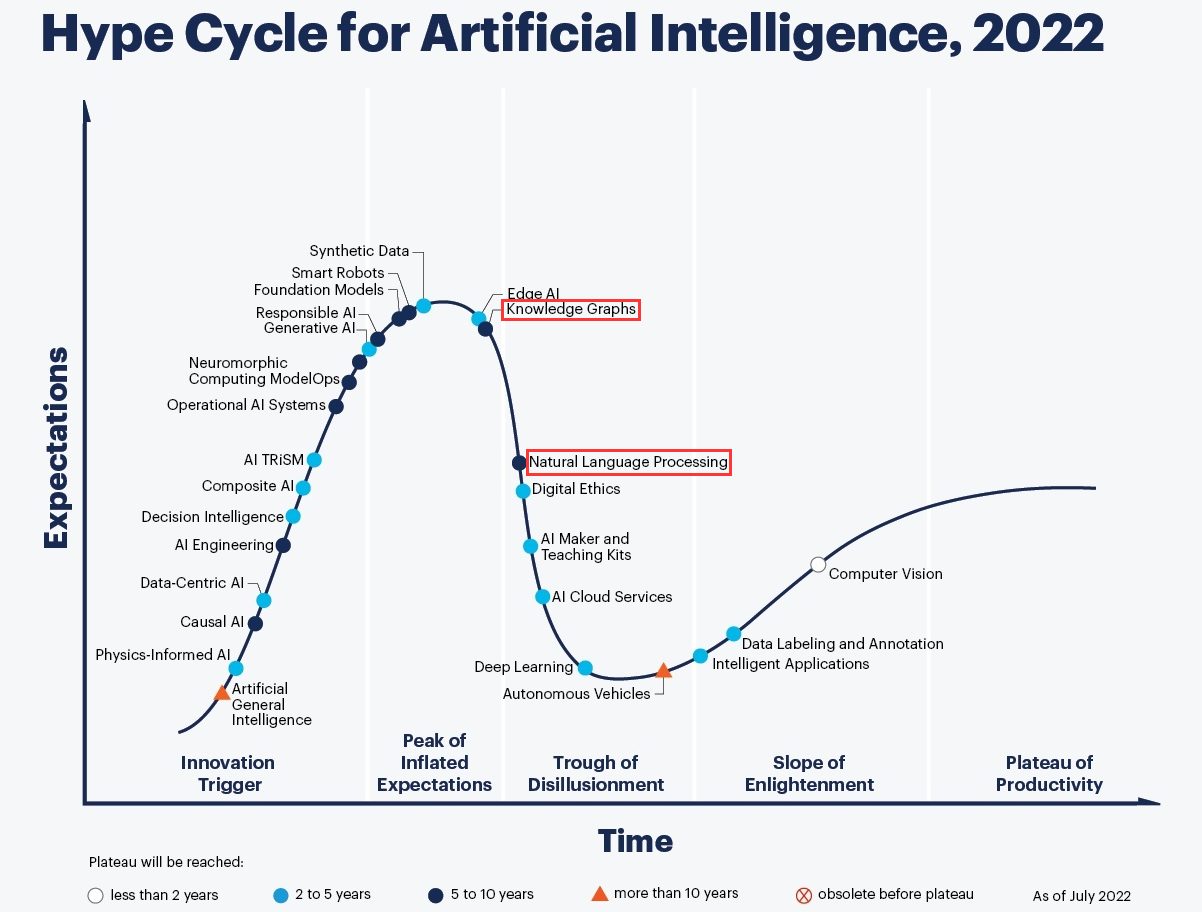 Hype Cycle for Artificial Intelligence, 2022
Expectations
Synthetic Data
Smart Robots
Foundation Models
Responsible AI
Generative AI
Neuromorphic
Computing ModelOps
Operational AI Systems
AI TRiSM
Composite AI
Decision Intelligence
AI Engineering
Data-Centric AI
Causal AI
Physics-Informed AI
Artificial
General
Intelligence
Edge AI
Knowledge Graphs
Natural Language Processing
Digital Ethics
AI Maker and
Teaching Kits
AI Cloud Services
Deep Learning
Autonomous Vehicles
Computer Vision
Data Labeling and Annotation
Intelligent Applications
Innovation
Trigger
Peak of
Inflated
Expectations
Trough of
Disillusionment
Slope of
Enlightenment
Plateau of
Productivity
Time
Plateau will be reached:
less than 2 years
2 to 5 years
5 to 10 years
more than 10 years
obsolete before plateau
As of July 2022